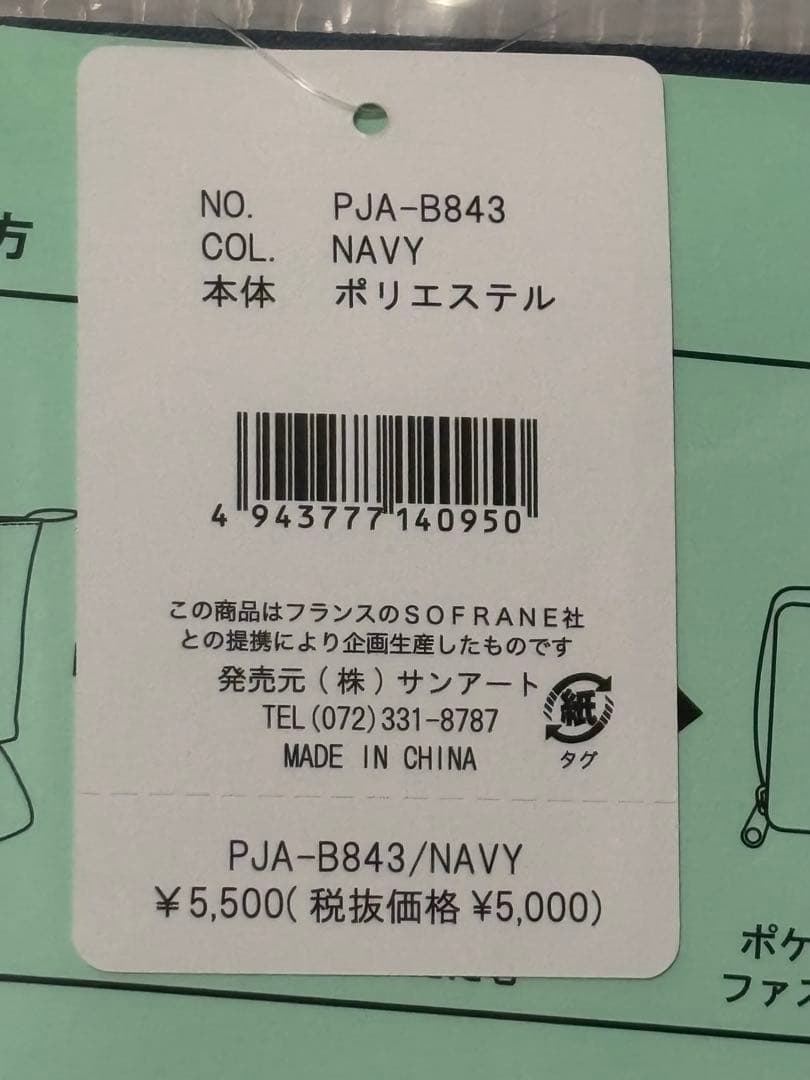 方
NO. PJA-B843
COL. NAVY
本体 ポリエステル
4 943777 140950
この商品はフランスのSOFRANE社
との提携により企画生産したものです
発売元(株)サンアート
TEL(072)331-8787
MADE IN CHINA
紙
タグ
PJA-B843/NAVY
¥5,500(税抜価格 ¥5,000)
ポケ
ファス